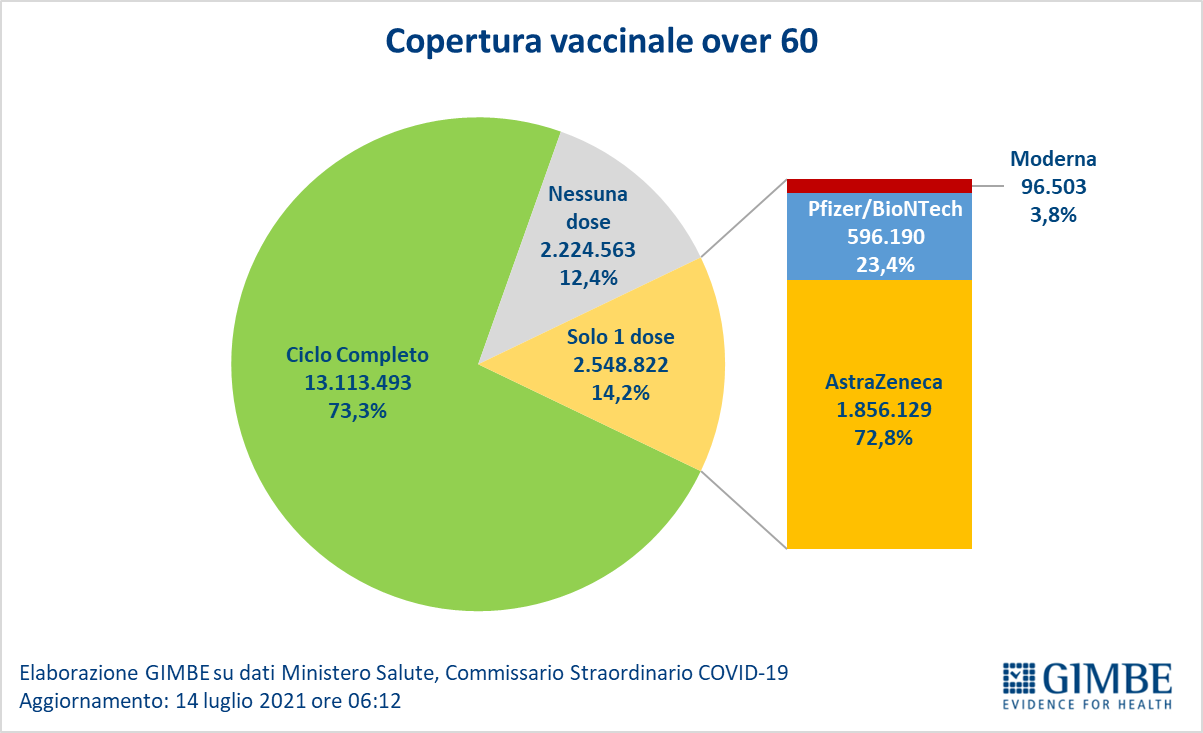 Copertura vaccinale over 60
Nessuna
dose
2.224.563
12,4%
Solo 1 dose
2.548.822
14,2%
Ciclo Completo
13.113.493
73,3%
Moderna
96.503
3,8%
Pfizer/BioNTech
596.190
23,4%
AstraZeneca
1.856.129
72,8%
Elaborazione GIMBE su dati Ministero Salute, Commissario Straordinario COVID-19
Aggiornamento: 14 luglio 2021 ore 06:12
GIMBE
EVIDENCE FOR HEALTH